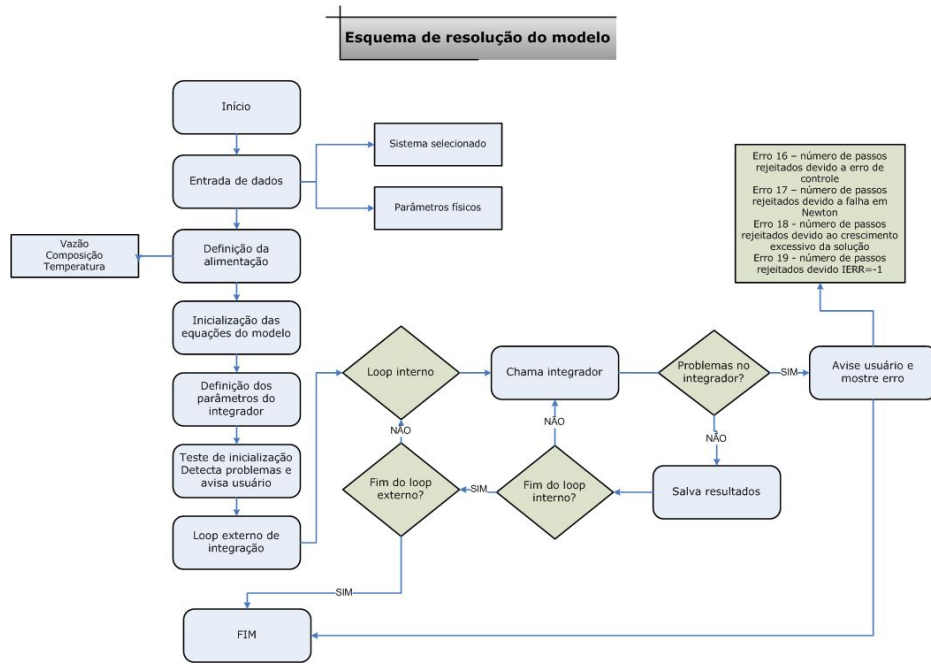 Esquema de resolução do modelo
Início
Entrada de dados
Sistema selecionado
Parâmetros físicos
Definição da
alimentação
Vazão
Composição
Temperatura
Inicialização das
equações do modelo
Definição dos
parâmetros do
integrador
Teste de inicialização
Detecta problemas e
avisa usuário
Loop externo de
integração
Loop interno
Chama integrador
Problemas no
integrador?
SIM
Avise usuário e
mostre erro
Erro 16 – número de passos
rejeitados devido a erro de
controle
Erro 17 – número de passos
rejeitados devido a falha em
Newton
Erro 18 - número de passos
rejeitados devido ao crescimento
excessivo da solução
Erro 19 - número de passos
rejeitados devido IERR=-1
NÃO
Salva resultados
Fim do loop
interno?
NÃO
SIM
Fim do loop
externo?
NÃO
SIM
FIM